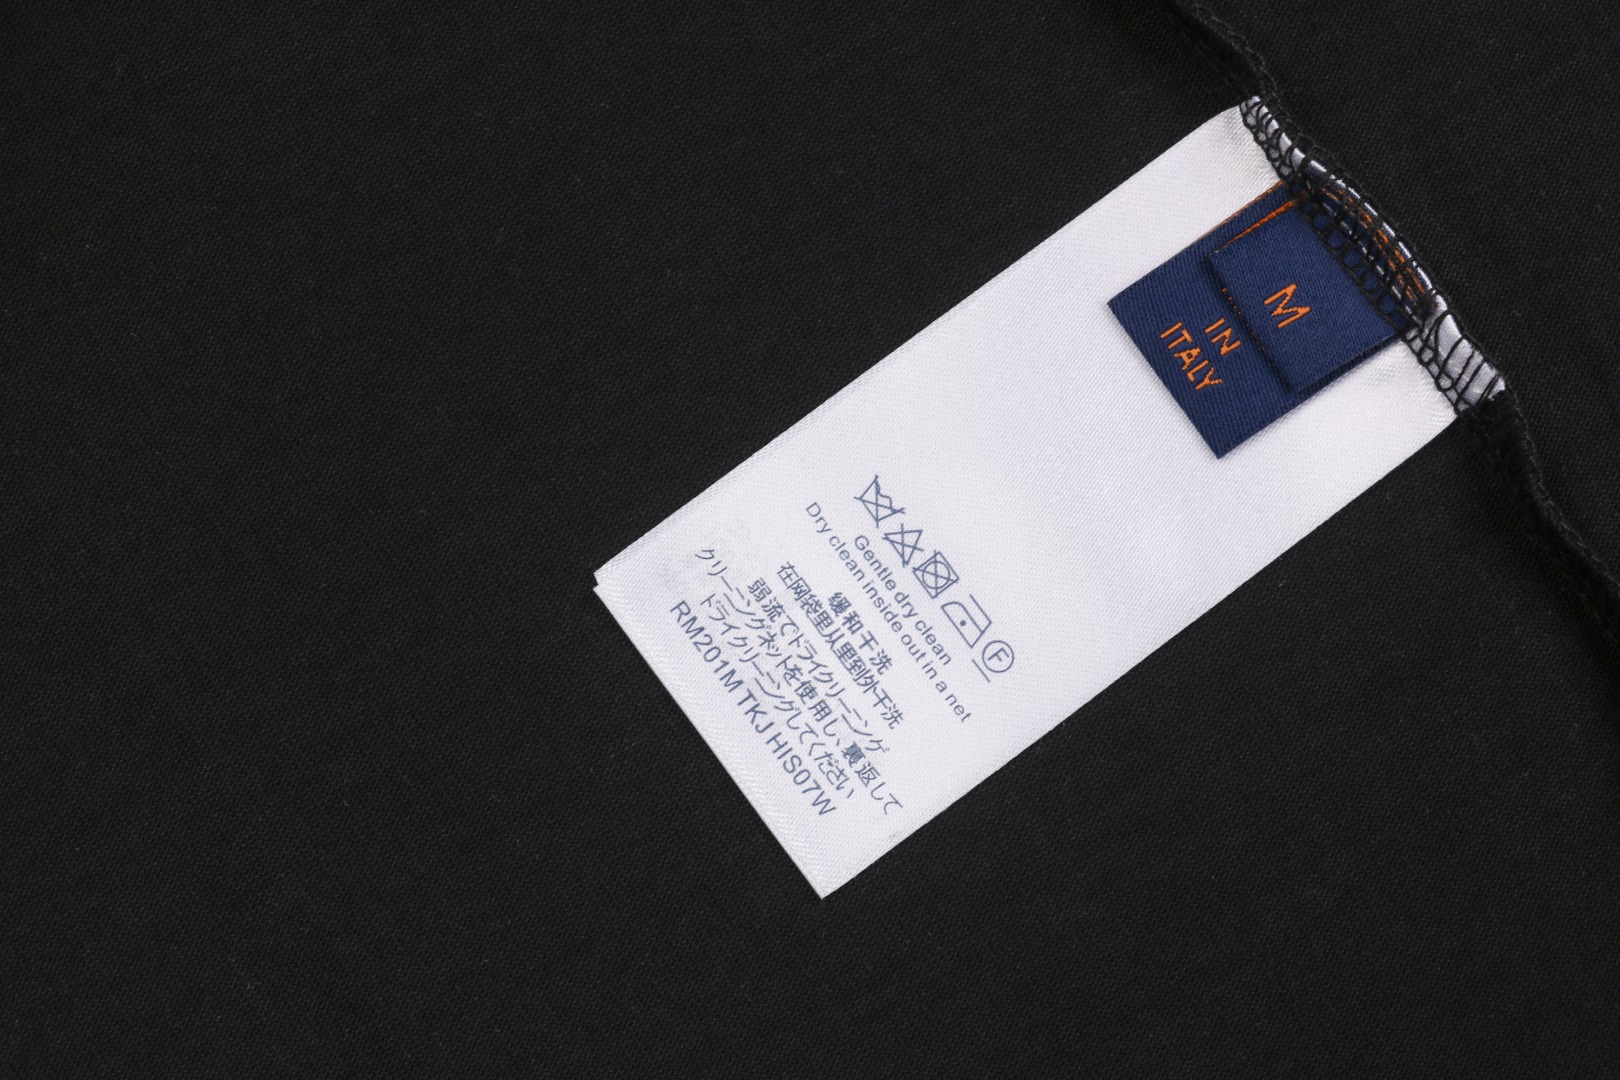 M
IN
ITALY
F
Gentle dry clean
Dry clean inside out in a net
缓和干洗
在网袋里从里到外干洗
弱流でドライクリーニング
クリーニングネットを使用し、裏返して
ドライクリーニングしてください
RM201M TKJ HIS07W